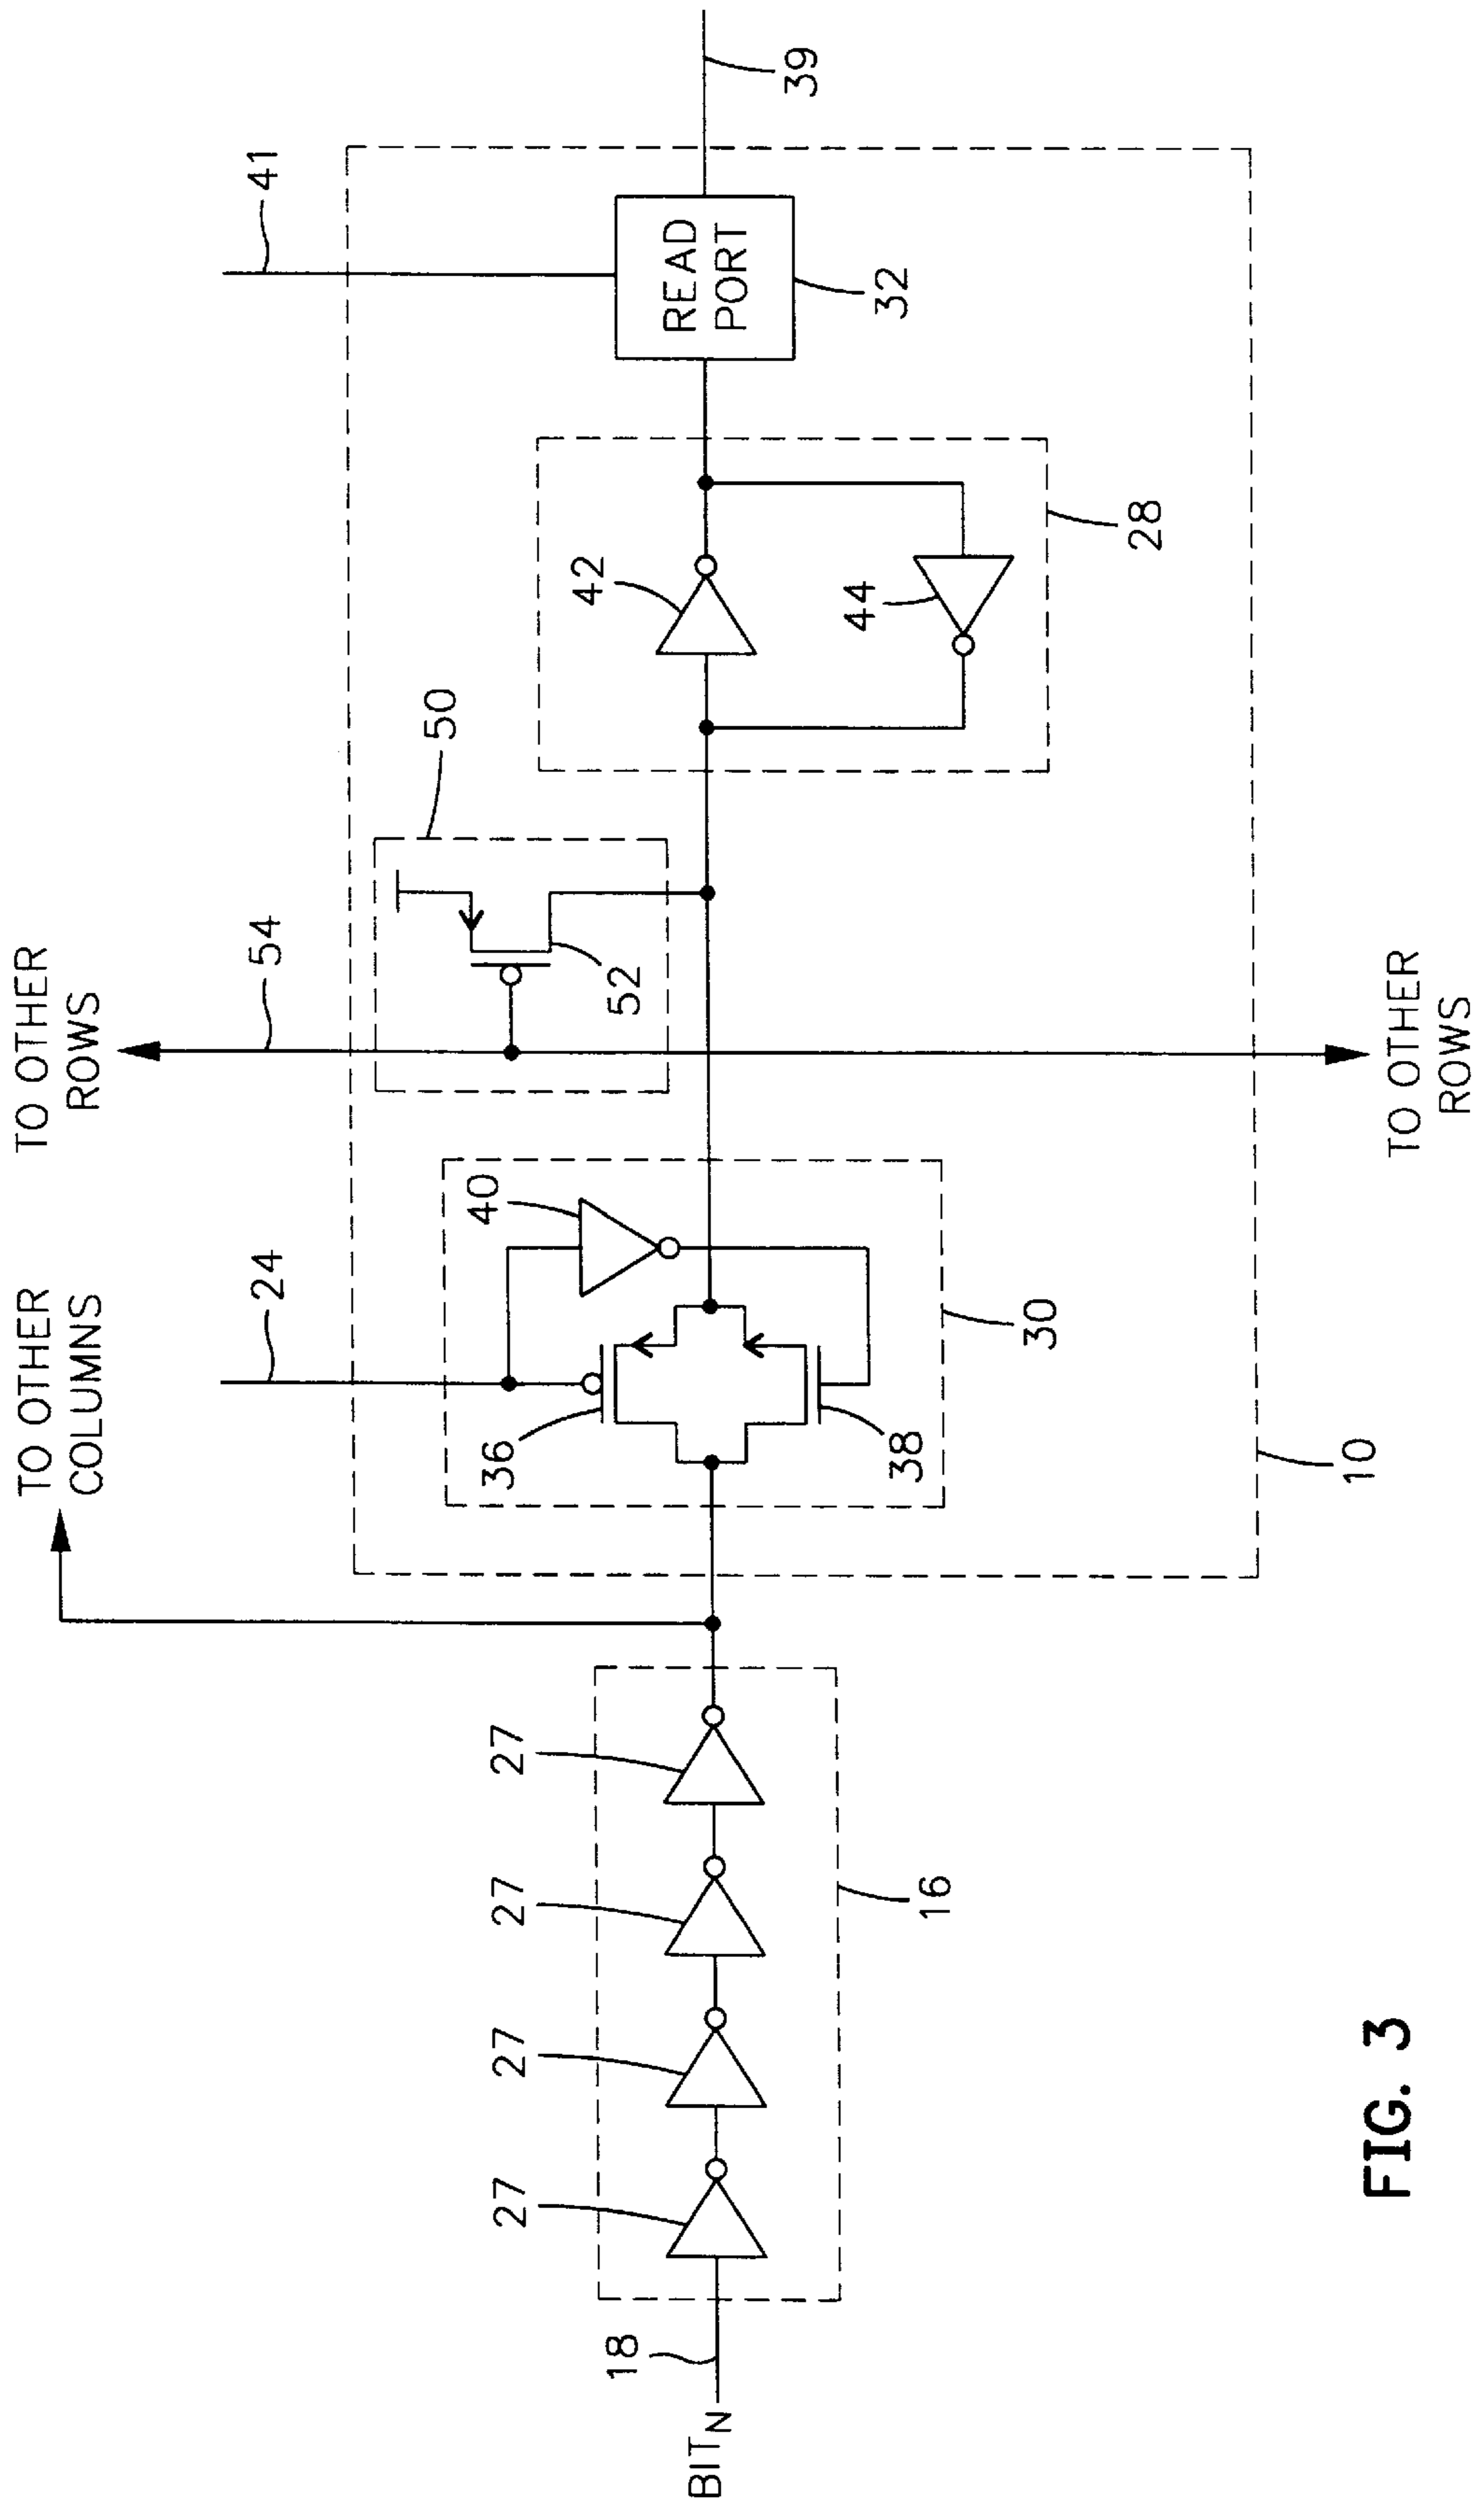 TO OTHER
COLUMNS
TO OTHER
ROWS
24
54
41
50
40
36
52
42
44
READ
PORT
32
39
27
27
27
27
18
BIT_N
16
38
30
28
10
TO OTHER
ROWS
FIG. 3